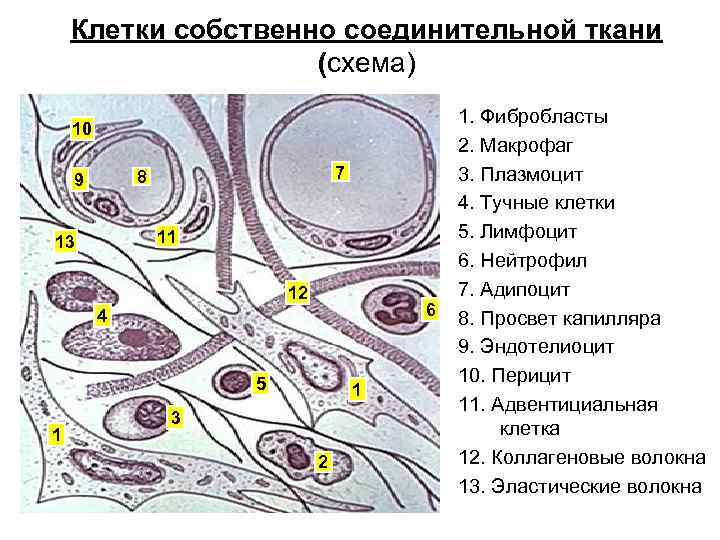 Клетки собственно соединительной ткани
(схема)
10
9
8
7
13
11
12
4
6
5
1
3
1
2
1. Фибробласты
2. Макрофаг
3. Плазмоцит
4. Тучные клетки
5. Лимфоцит
6. Нейтрофил
7. Адипоцит
8. Просвет капилляра
9. Эндотелиоцит
10. Перицит
11. Адвентициальная
клетка
12. Коллагеновые волокна
13. Эластические волокна